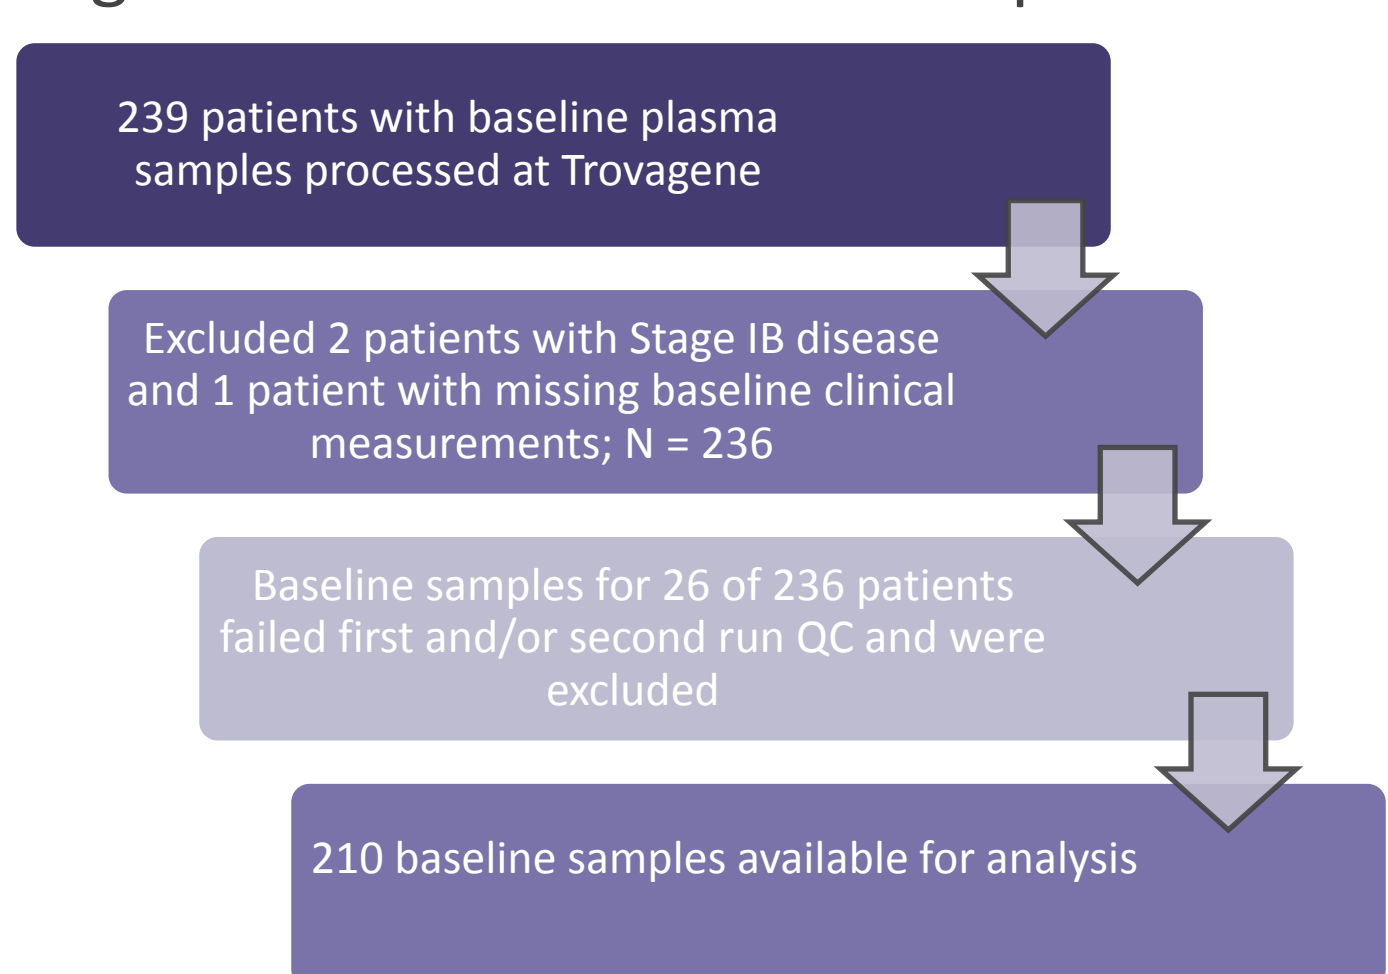 239 patients with baseline plasma
samples processed at Trovagene
Excluded 2 patients with Stage IB disease
and 1 patient with missing baseline clinical
measurements; N = 236
Baseline samples for 26 of 236 patients
failed first and/or second run QC and were
excluded
210 baseline samples available for analysis